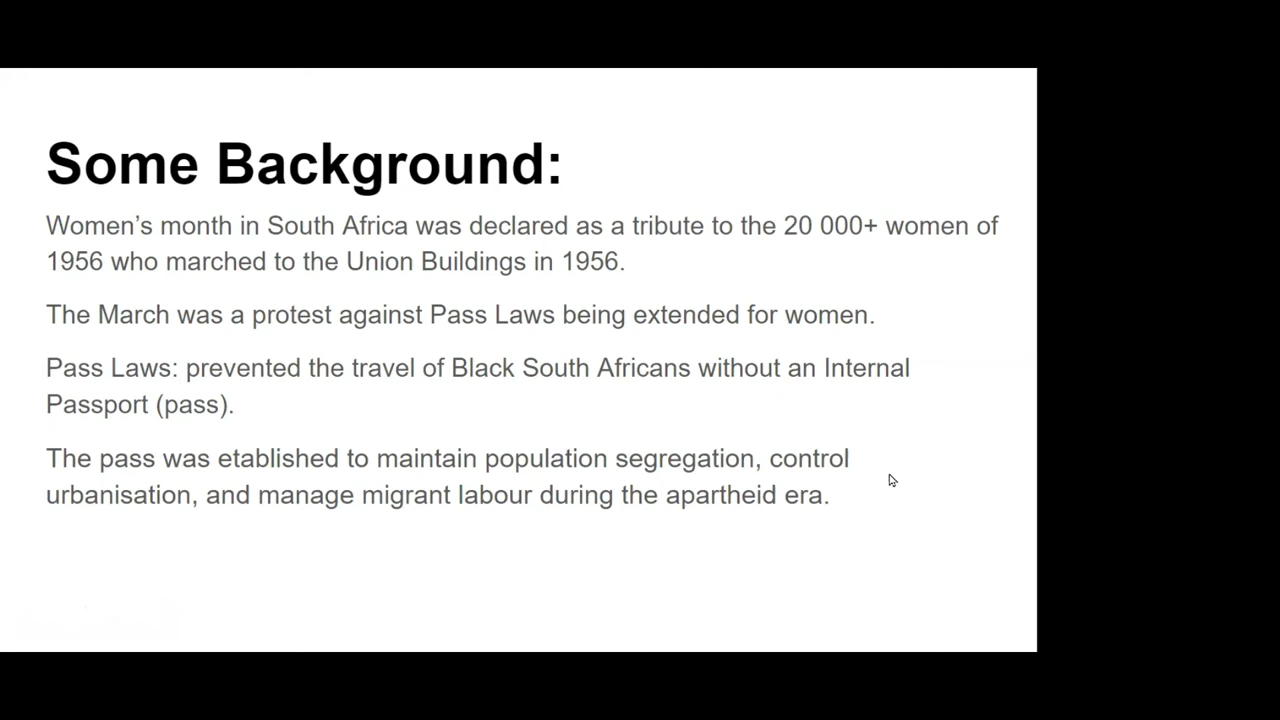 Some Background:
Women’s month in South Africa was declared as a tribute to the 20 000+ women of
1956 who marched to the Union Buildings in 1956.
The March was a protest against Pass Laws being extended for women.
Pass Laws: prevented the travel of Black South Africans without an Internal
Passport (pass).
The pass was etablished to maintain population segregation, control
urbanisation, and manage migrant labour during the apartheid era.